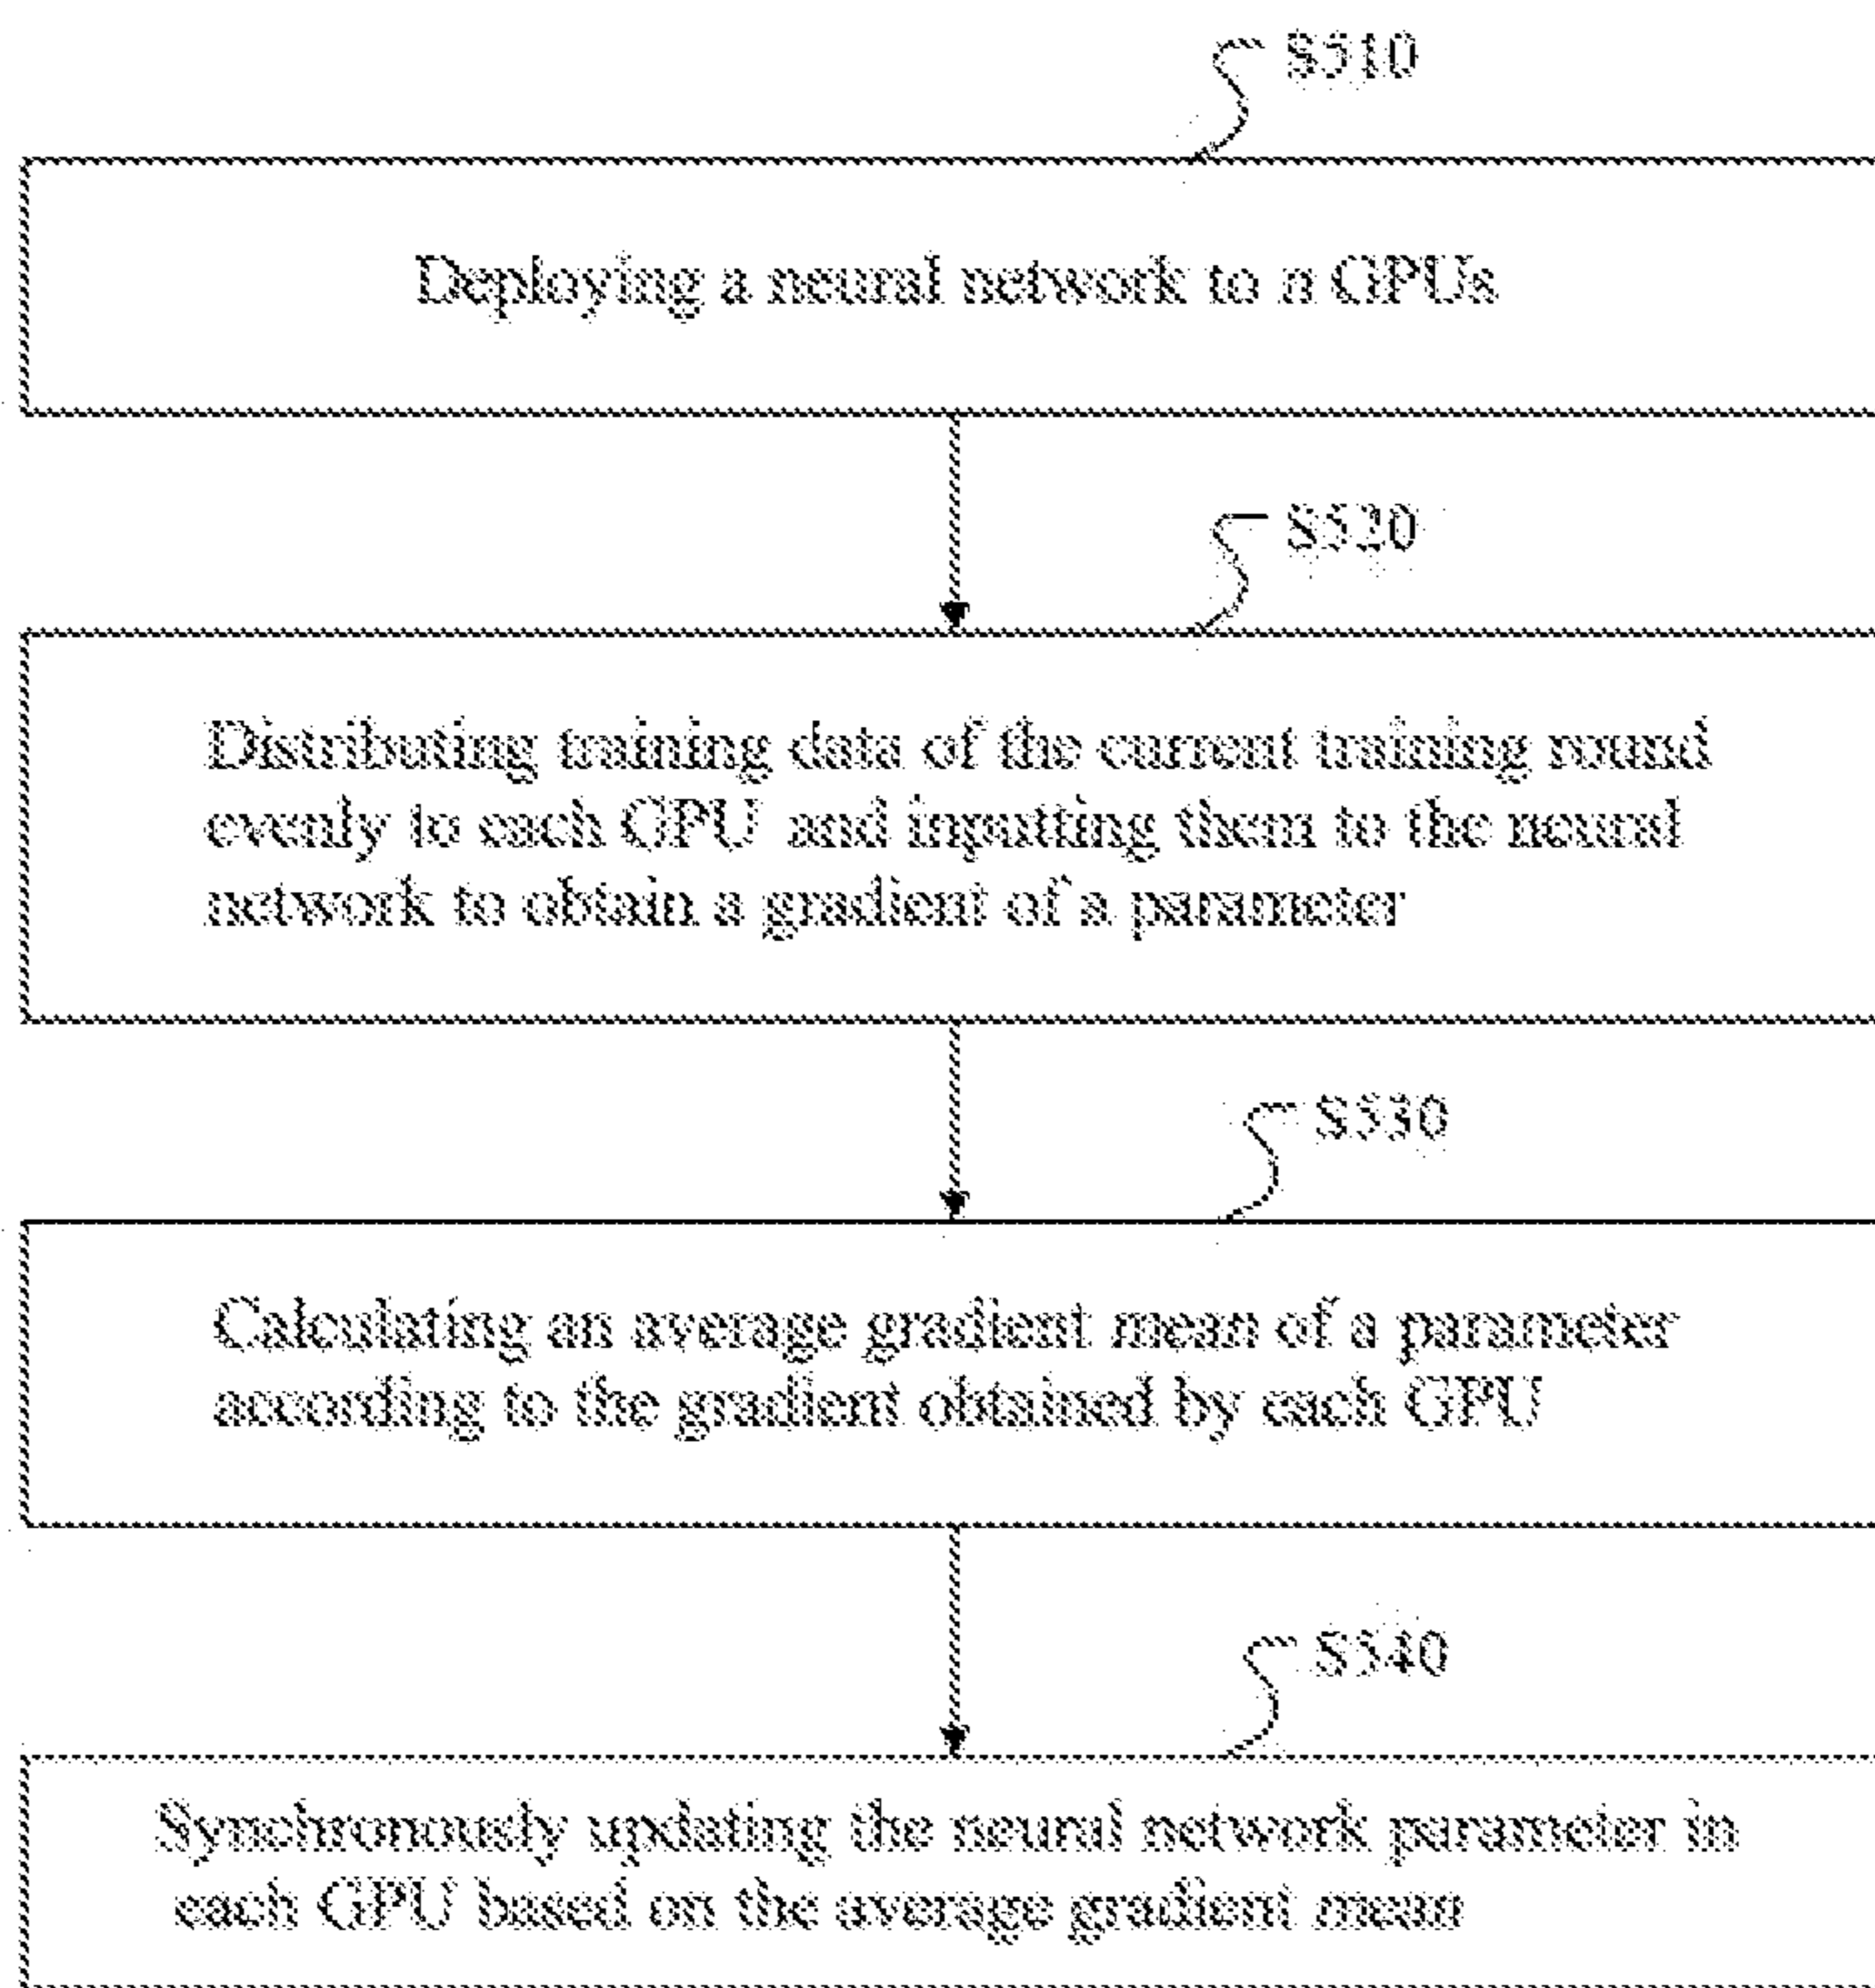 S510
Deploying a neural network to n GPUs
S520
Distributing training data of the current training round
evenly to each GPU and inputting them to the neural
network to obtain a gradient of a parameter
S530
Calculating an average gradient mean of a parameter
according to the gradient obtained by each GPU
S540
Synchronously updating the neural network parameter in
each GPU based on the average gradient mean